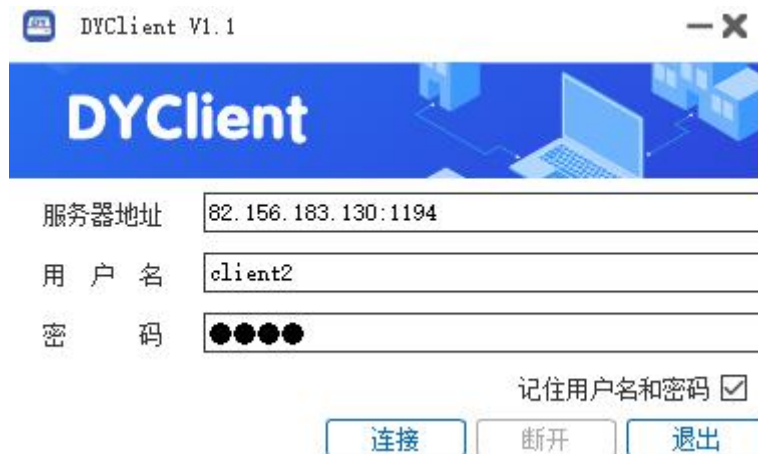 DYClient V1.1
DYClient
服务器地址 82.156.183.130:1194
用户名 client2
密码 ●●●●
记住用户名和密码
连接 断开 退出